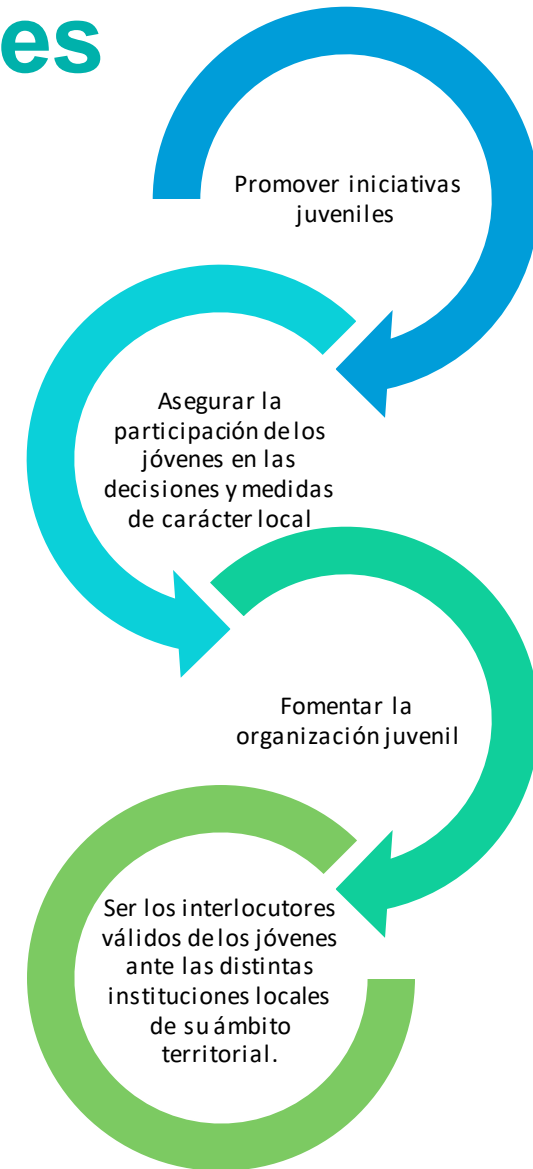 es
Promover iniciativas
juveniles
Asegurar la
participación de los
jóvenes en las
decisiones y medidas
de carácter local
Fomentar la
organización juvenil
Ser los interlocutores
válidos de los jóvenes
ante las distintas
instituciones locales
de su ámbito
territorial.